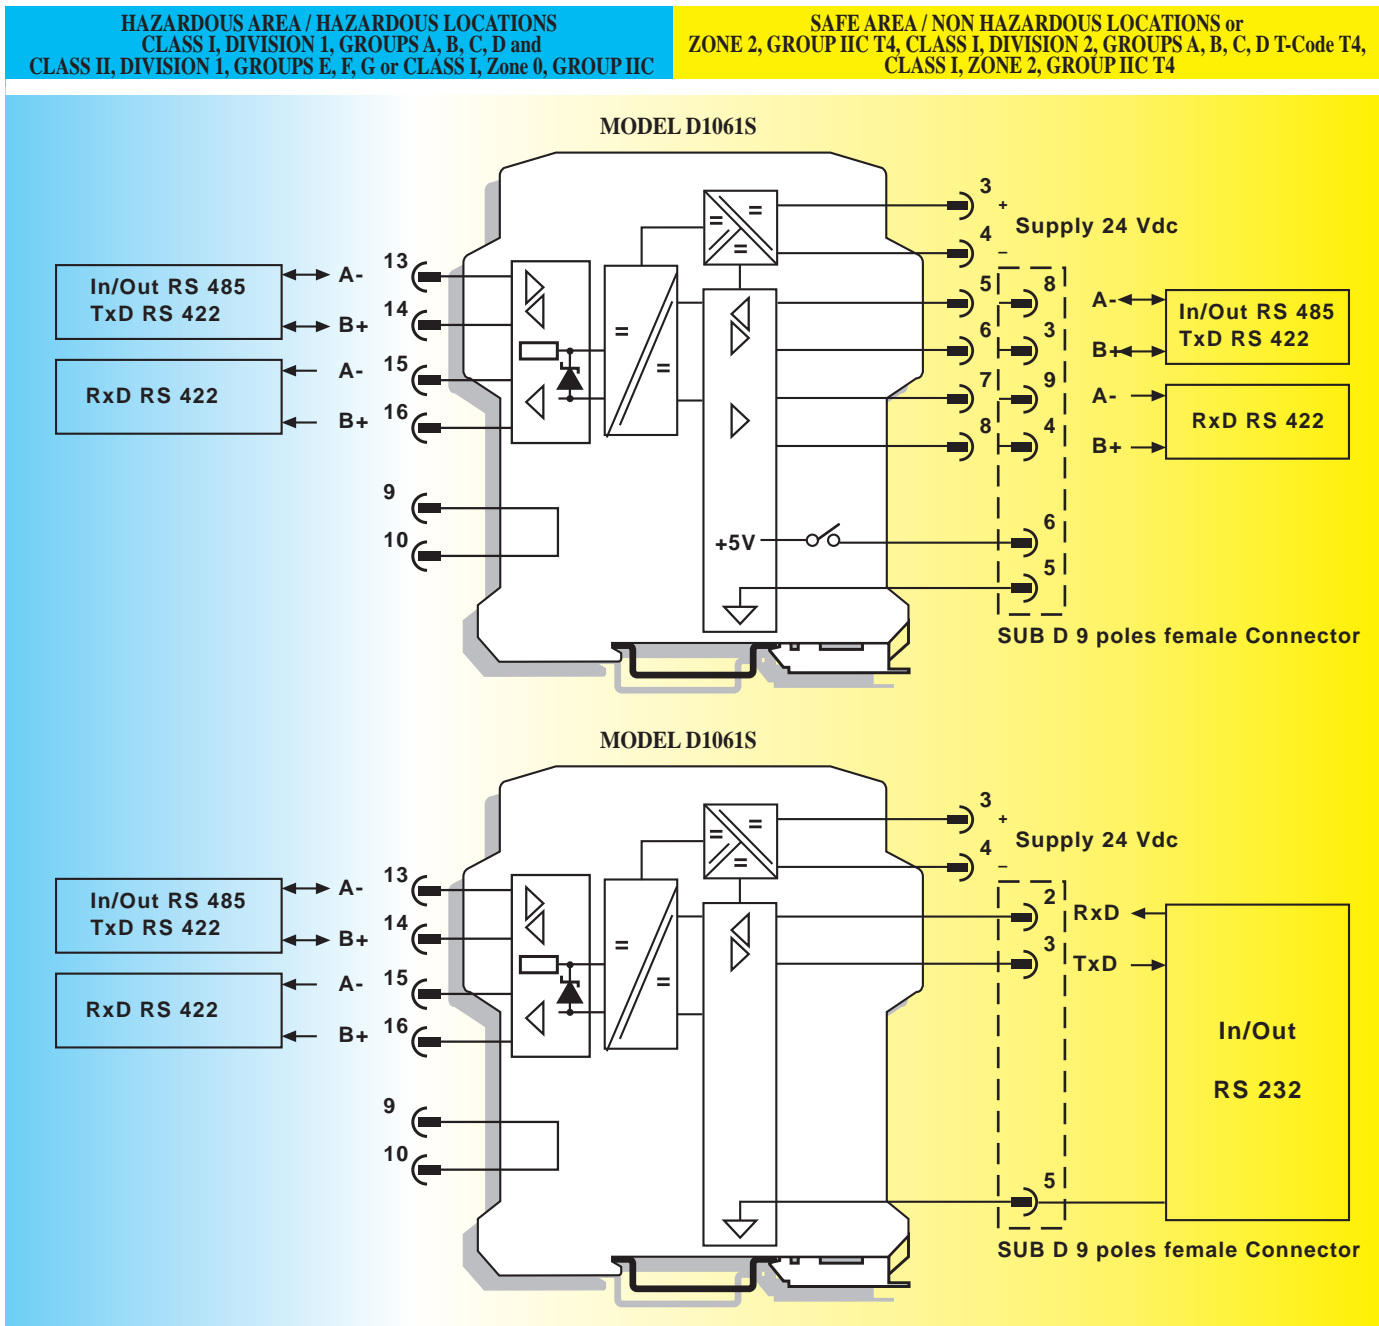 HAZARDOUS AREA / HAZARDOUS LOCATIONS
CLASS I, DIVISION 1, GROUPS A, B, C, D and
CLASS II, DIVISION 1, GROUPS E, F, G or CLASS I, Zone 0, GROUP IIC
SAFE AREA / NON HAZARDOUS LOCATIONS or
ZONE 2, GROUP IIC T4, CLASS I, DIVISION 2, GROUPS A, B, C, D T-Code T4,
CLASS I, ZONE 2, GROUP IIC T4
MODEL D1061S
3
+
Supply 24 Vdc
4
–
In/Out RS 485
TxD RS 422
A-
13
B+
14
RxD RS 422
A-
15
B+
16
9
10
=
=
=
=
=
5
8
A-
6
3
B+
In/Out RS 485
TxD RS 422
7
9
A-
8
4
B+
RxD RS 422
+5V
6
5
SUB D 9 poles female Connector
MODEL D1061S
3
+
Supply 24 Vdc
4
–
In/Out RS 485
TxD RS 422
A-
13
B+
14
RxD RS 422
A-
15
B+
16
9
10
=
=
=
=
=
2
RxD
3
TxD
In/Out
RS 232
5
SUB D 9 poles female Connector